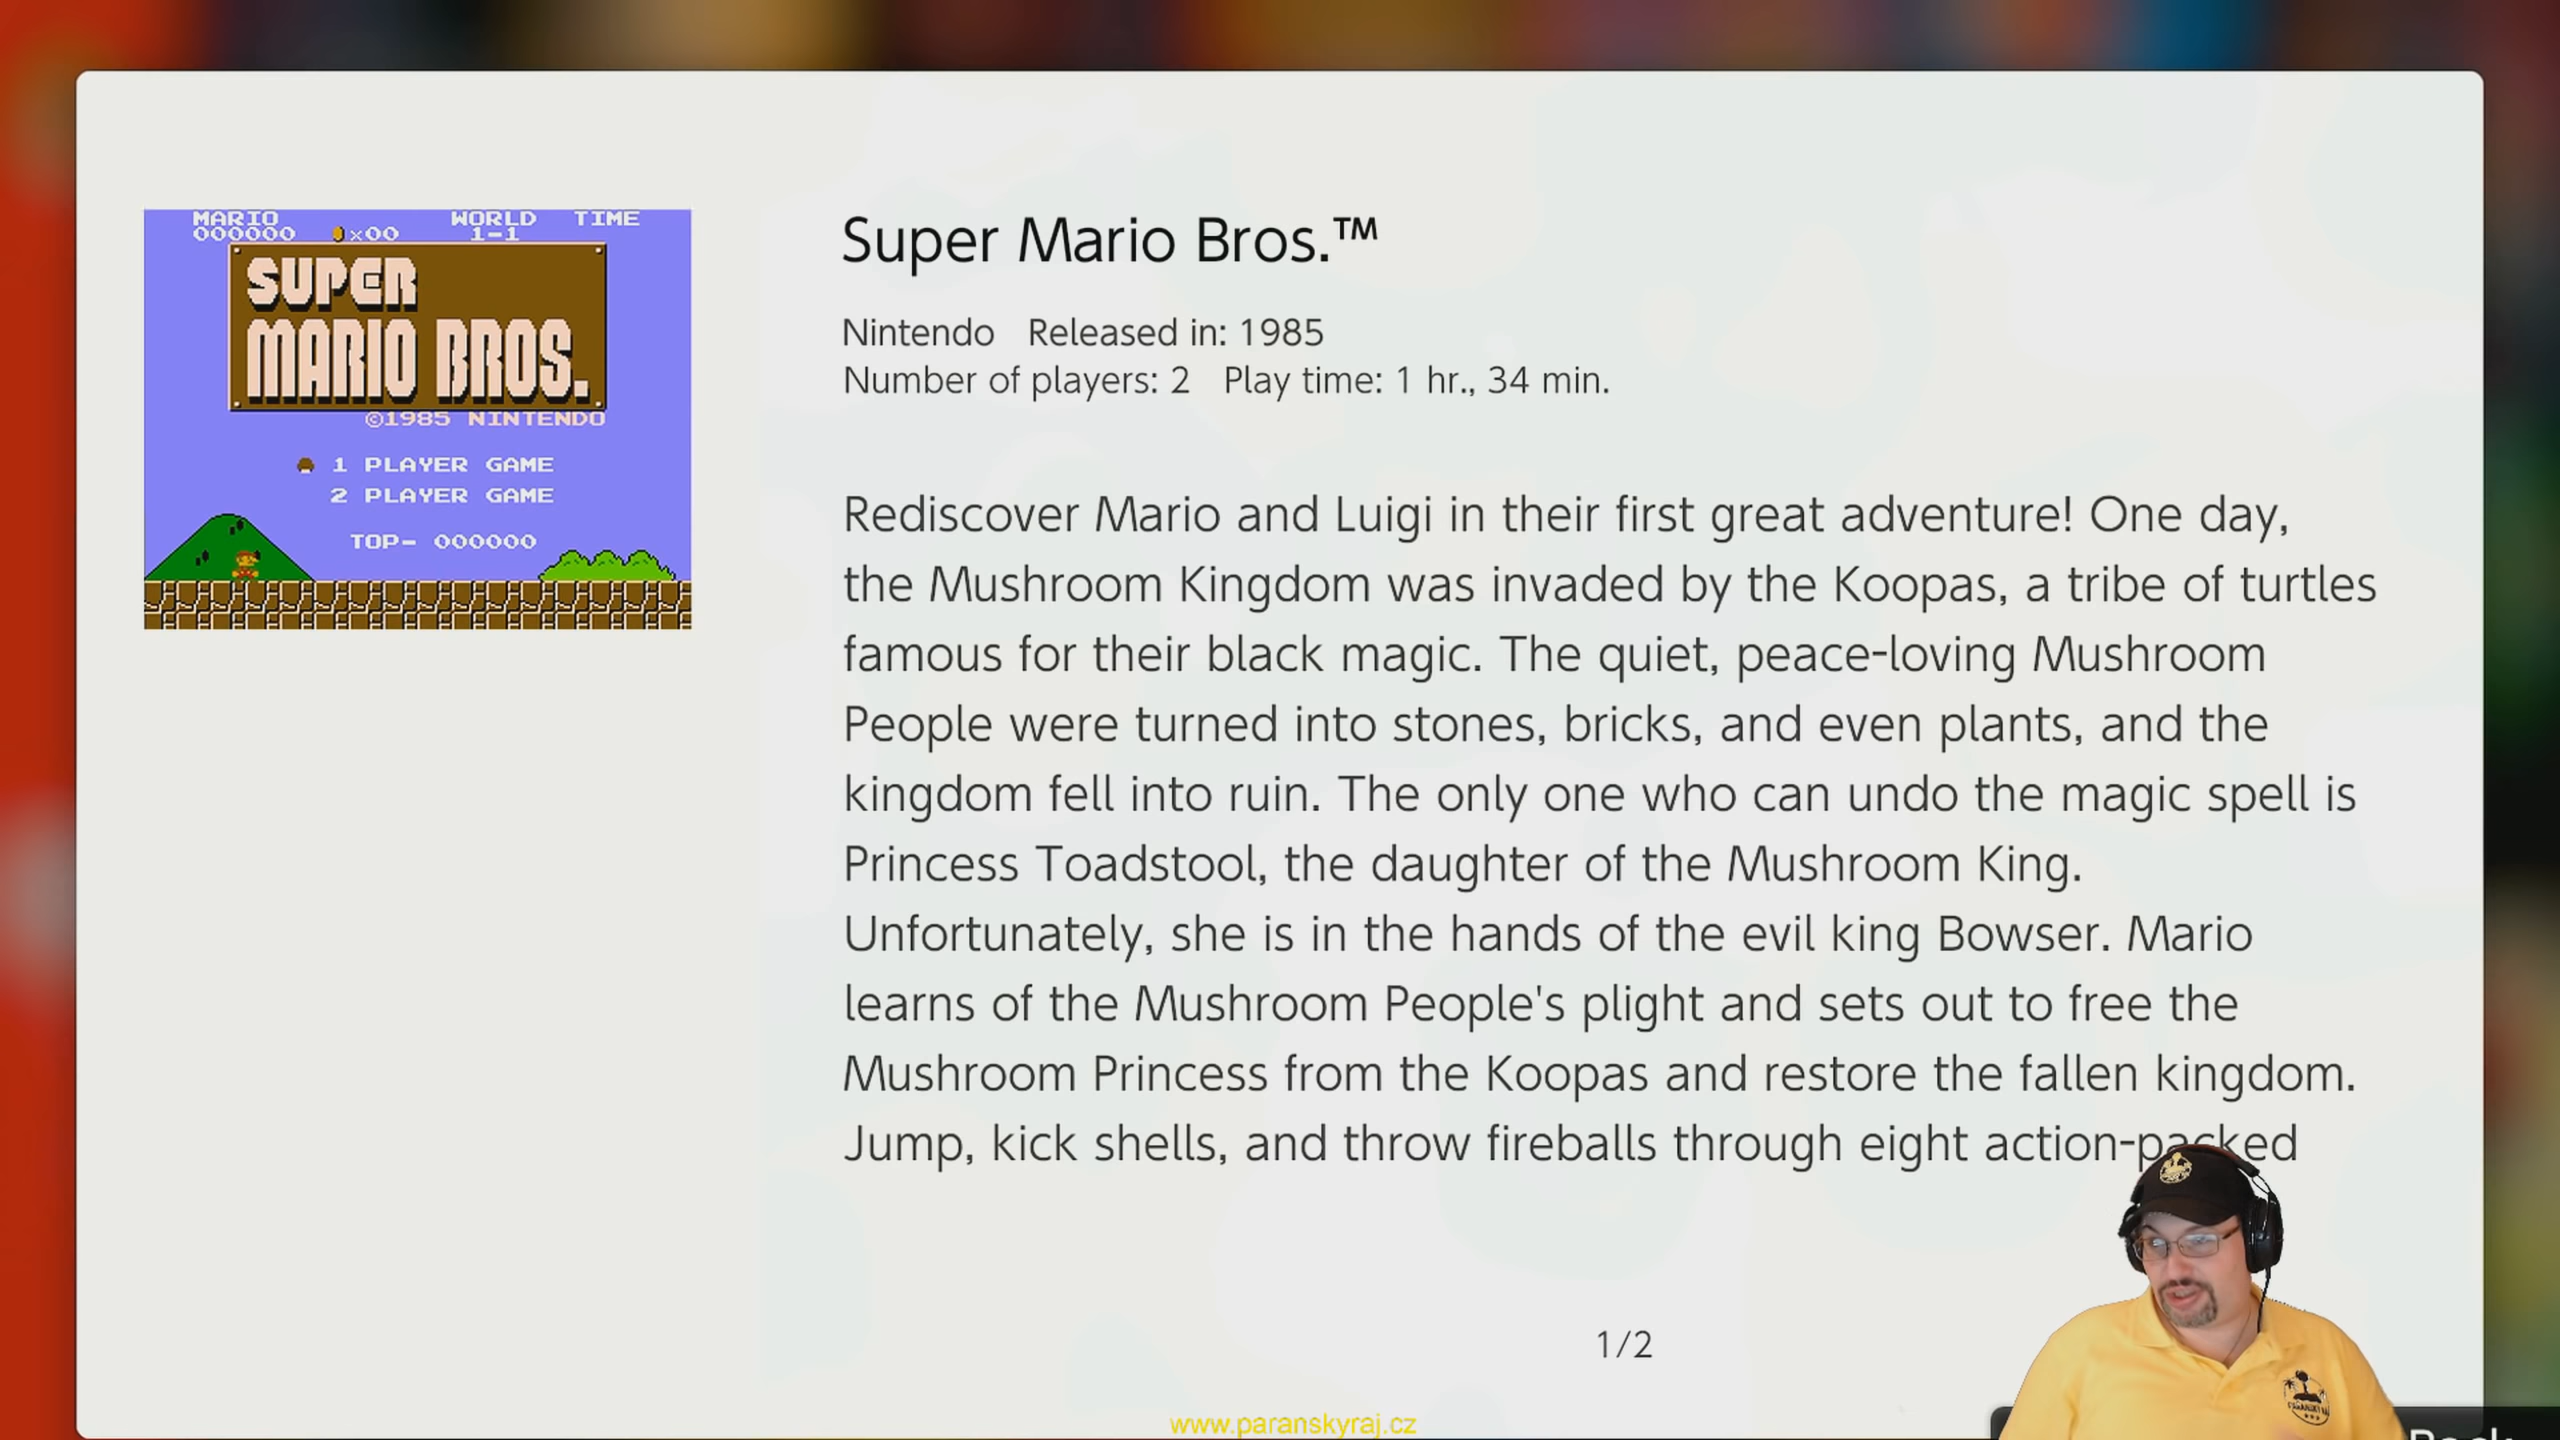 MARIO WORLD TIME
000000 ×00 1-1
SUPER
MARIO BROS.
©1985 NINTENDO
1 PLAYER GAME
2 PLAYER GAME
TOP- 000000
Super Mario Bros.™
Nintendo Released in: 1985
Number of players: 2 Play time: 1 hr., 34 min.
Rediscover Mario and Luigi in their first great adventure! One day,
the Mushroom Kingdom was invaded by the Koopas, a tribe of turtles
famous for their black magic. The quiet, peace-loving Mushroom
People were turned into stones, bricks, and even plants, and the
kingdom fell into ruin. The only one who can undo the magic spell is
Princess Toadstool, the daughter of the Mushroom King.
Unfortunately, she is in the hands of the evil king Bowser. Mario
learns of the Mushroom People's plight and sets out to free the
Mushroom Princess from the Koopas and restore the fallen kingdom.
Jump, kick shells, and throw fireballs through eight action-packed
1/2
www.paranskyraj.cz